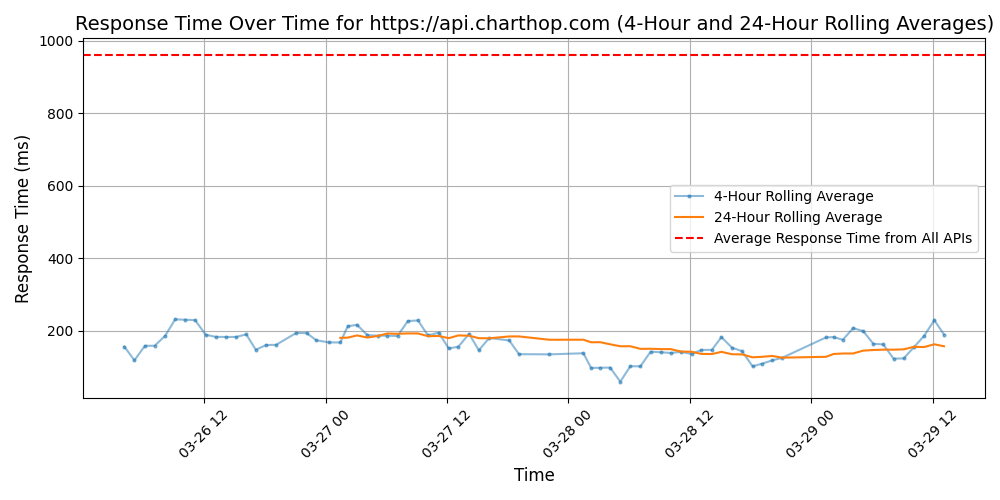 Response Time Over Time for https://api.charthop.com (4-Hour and 24-Hour Rolling Averages)
Response Time (ms)
1000
800
600
400
200
4-Hour Rolling Average
24-Hour Rolling Average
Average Response Time from All APIs
03-26 12
03-27 00
03-27 12
03-28 00
03-28 12
03-29 00
03-29 12
Time